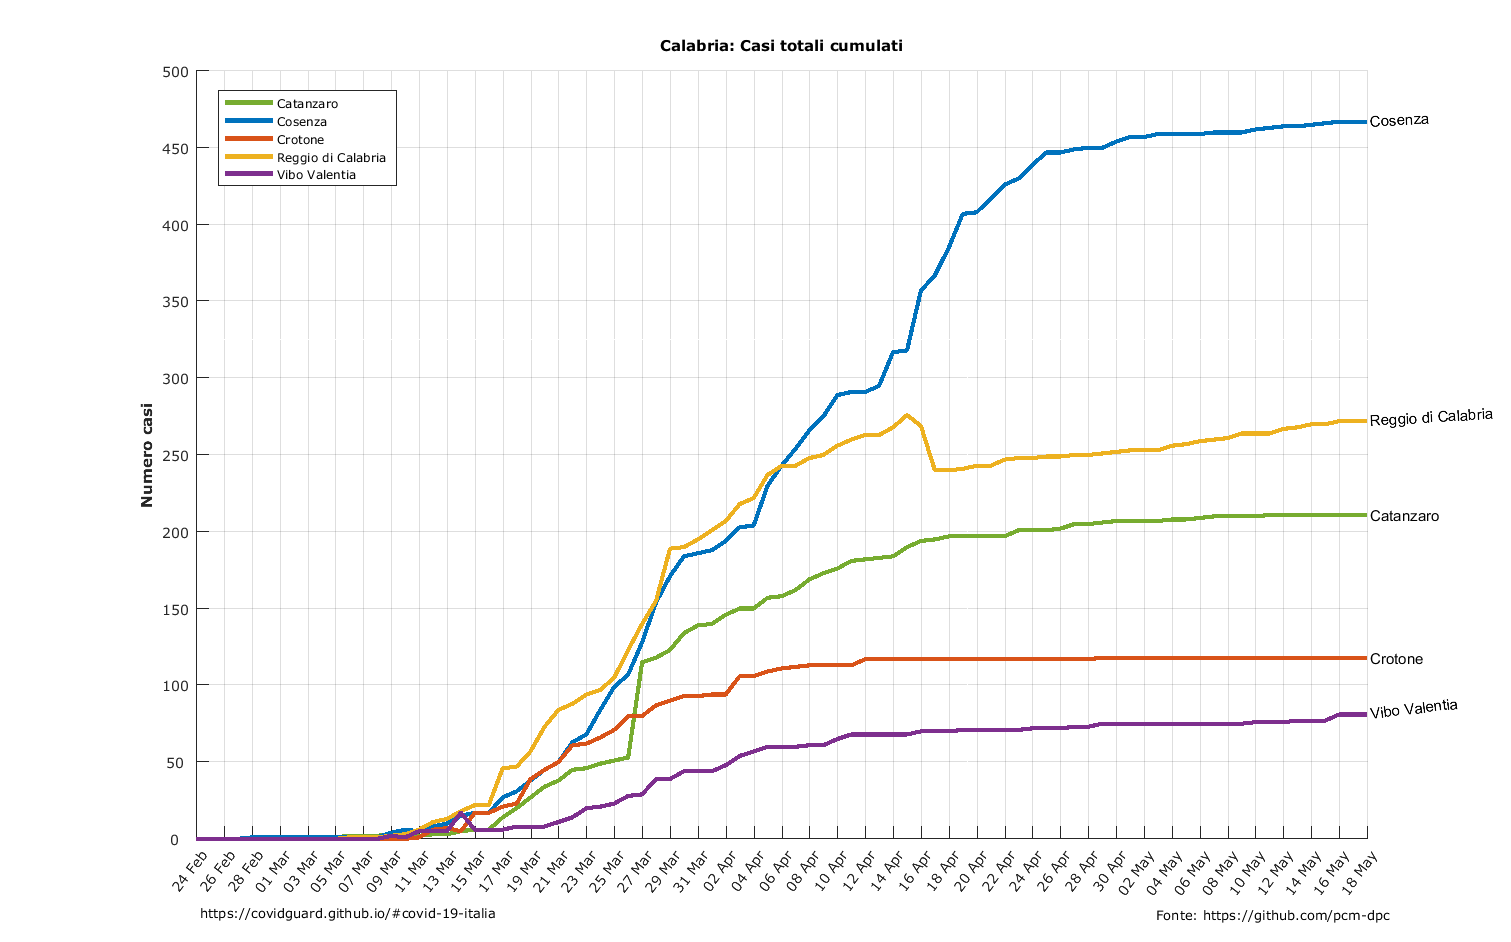 Calabria: Casi totali cumulati
500
450
400
350
300
250
200
150
100
50
0
Numero casi
Catanzaro
Cosenza
Crotone
Reggio di Calabria
Vibo Valentia
Cosenza
Reggio di Calabria
Catanzaro
Crotone
Vibo Valentia
24 Feb
26 Feb
28 Feb
01 Mar
03 Mar
05 Mar
07 Mar
09 Mar
11 Mar
13 Mar
15 Mar
17 Mar
19 Mar
21 Mar
23 Mar
25 Mar
27 Mar
29 Mar
31 Mar
02 Apr
04 Apr
06 Apr
08 Apr
10 Apr
12 Apr
14 Apr
16 Apr
18 Apr
20 Apr
22 Apr
24 Apr
26 Apr
28 Apr
30 Apr
02 May
04 May
06 May
08 May
10 May
12 May
14 May
16 May
18 May
https://covidguard.github.io/#covid-19-italia
Fonte: https://github.com/pcm-dpc